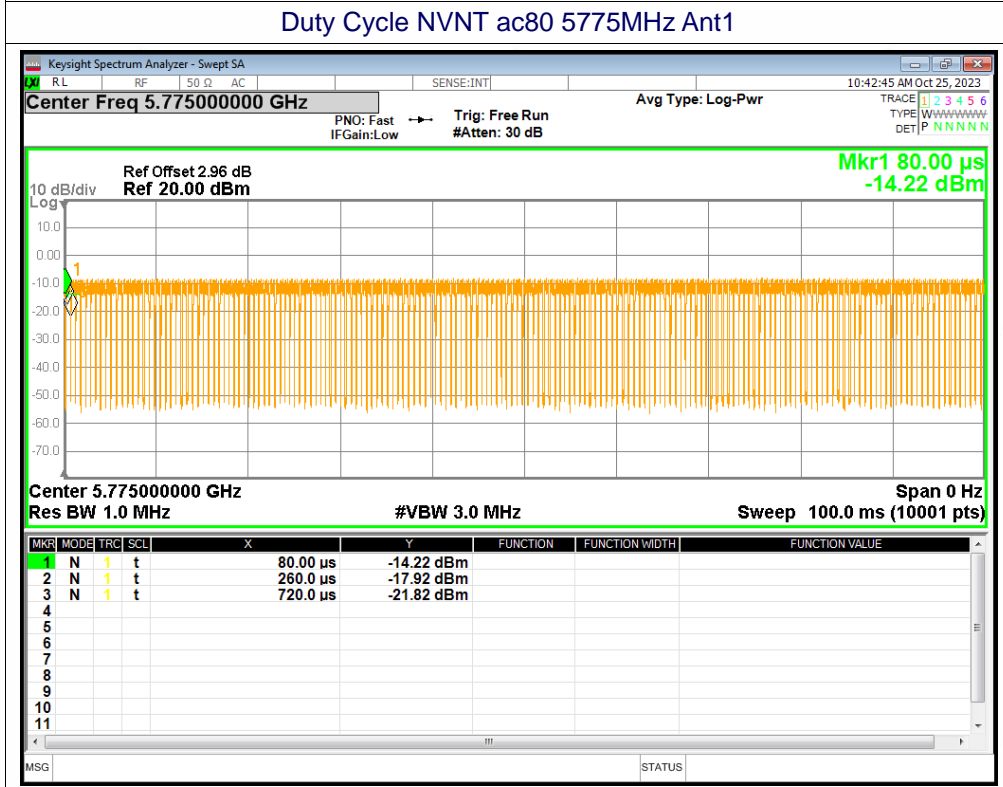 Duty Cycle NVNT ac80 5775MHz Ant1
Keysight Spectrum Analyzer - Swept SA
LXI RL RF 50 Ω AC SENSE:INT 10:42:45 AM Oct 25, 2023
Center Freq 5.775000000 GHz Avg Type: Log-Pwr TRACE 1 2 3 4 5 6
PNO: Fast Trig: Free Run TYPE WWWWWW
IFGain:Low #Atten: 30 dB DET P N N N N N
Mkr1 80.00 µs
Ref Offset 2.96 dB
10 dB/div Ref 20.00 dBm -14.22 dBm
Log
10.0
0.00
1
-10.0
-20.0
-30.0
-40.0
-50.0
-60.0
-70.0
Center 5.775000000 GHz Span 0 Hz
Res BW 1.0 MHz #VBW 3.0 MHz Sweep 100.0 ms (10001 pts)
MKR MODE TRC SCL X Y FUNCTION FUNCTION WIDTH FUNCTION VALUE
1 N 1 t 80.00 µs -14.22 dBm
2 N 1 t 260.0 µs -17.92 dBm
3 N 1 t 720.0 µs -21.82 dBm
4
5
6
7
8
9
10
11
MSG STATUS